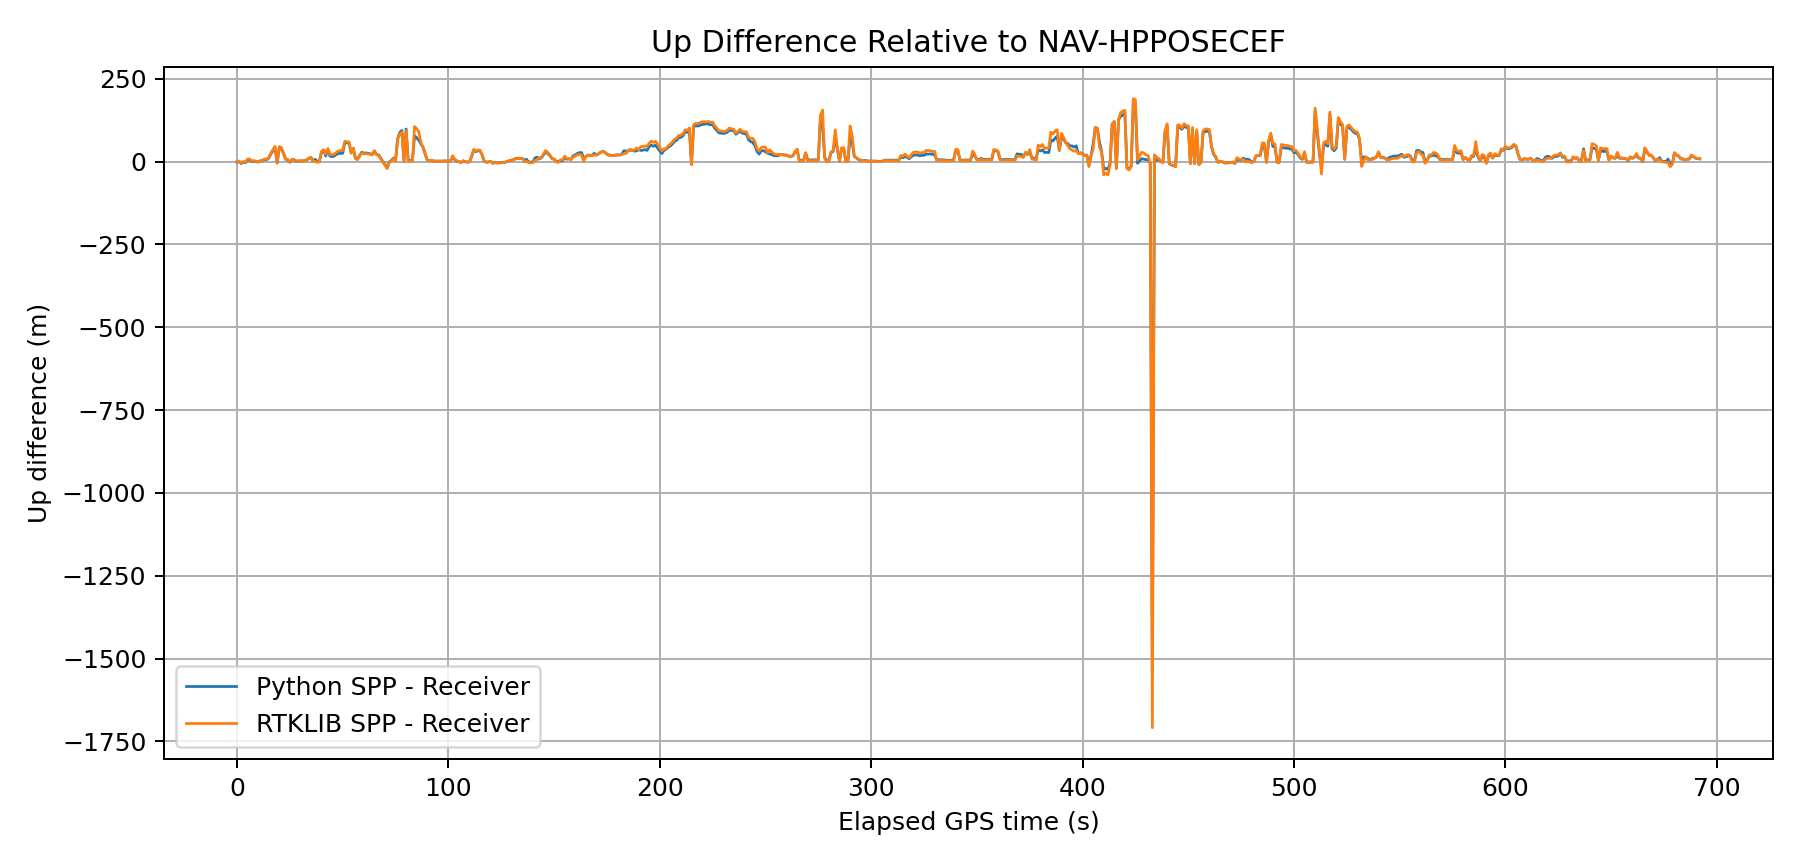 Up Difference Relative to NAV-HPPOSECEF
Up difference (m)
250
0
−250
−500
−750
−1000
−1250
−1500
−1750
Python SPP - Receiver
RTKLIB SPP - Receiver
0 100 200 300 400 500 600 700
Elapsed GPS time (s)